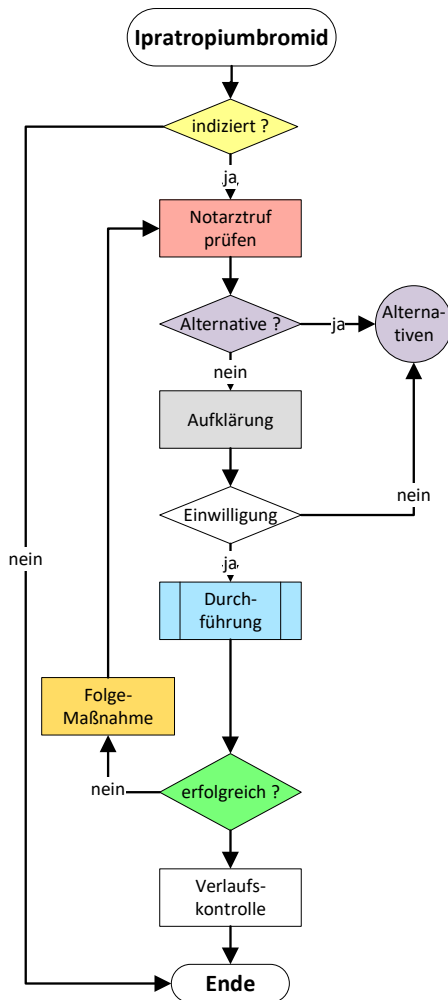 Ipratropiumbromid
indiziert ?
ja
Notarztruf
prüfen
Alternative ?
ja
Alterna-
tiven
nein
Aufklärung
Einwilligung
nein
nein
ja
Durch-
führung
Folge-
Maßnahme
nein
erfolgreich ?
Verlaufs-
kontrolle
Ende